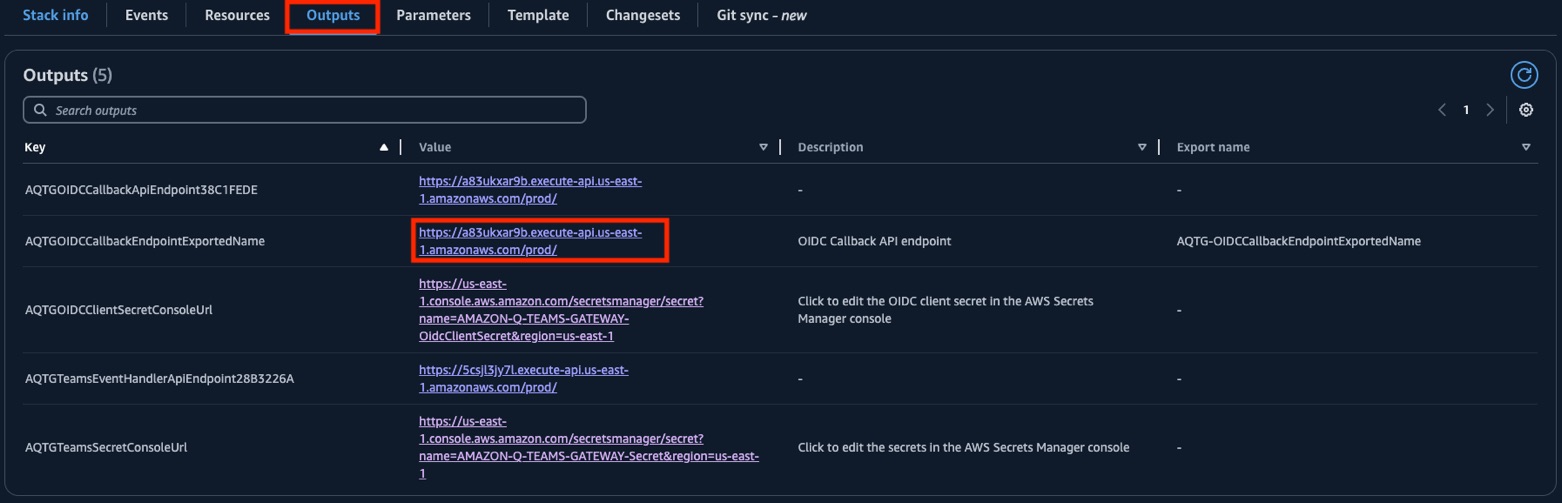 Stack info Events Resources Outputs Parameters Template Changesets Git sync - new
Outputs (5)
Search outputs
1
Key Value Description Export name
AQTGOIDCCallbackApiEndpoint38C1FEDE
https://a83ukxar9b.execute-api.us-east-
1.amazonaws.com/prod/
-
-
AQTGOIDCCallbackEndpointExportedName
https://a83ukxar9b.execute-api.us-east-
1.amazonaws.com/prod/
OIDC Callback API endpoint
AQTG-OIDCCallbackEndpointExportedName
AQTGOIDCClientSecretConsoleUrl
https://us-east-
1.console.aws.amazon.com/secretsmanager/secret?
name=AMAZON-Q-TEAMS-GATEWAY-
OidcClientSecret&region=us-east-1
Click to edit the OIDC client secret in the AWS Secrets
Manager console
-
AQTGTeamsEventHandlerApiEndpoint28B3226A
https://5csjl3jy7l.execute-api.us-east-
1.amazonaws.com/prod/
-
-
AQTGTeamsSecretConsoleUrl
https://us-east-
1.console.aws.amazon.com/secretsmanager/secret?
name=AMAZON-Q-TEAMS-GATEWAY-Secret&region=us-east-
1
Click to edit the secrets in the AWS Secrets Manager console
-